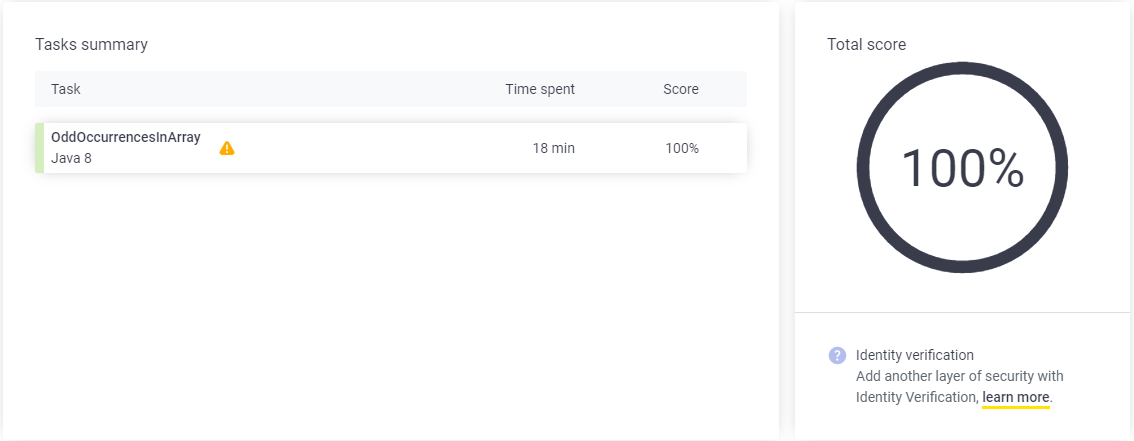 Tasks summary
Task Time spent Score
OddOccurrencesInArray
Java 8
18 min 100%
Total score
100%
Identity verification
Add another layer of security with
Identity Verification, learn more.